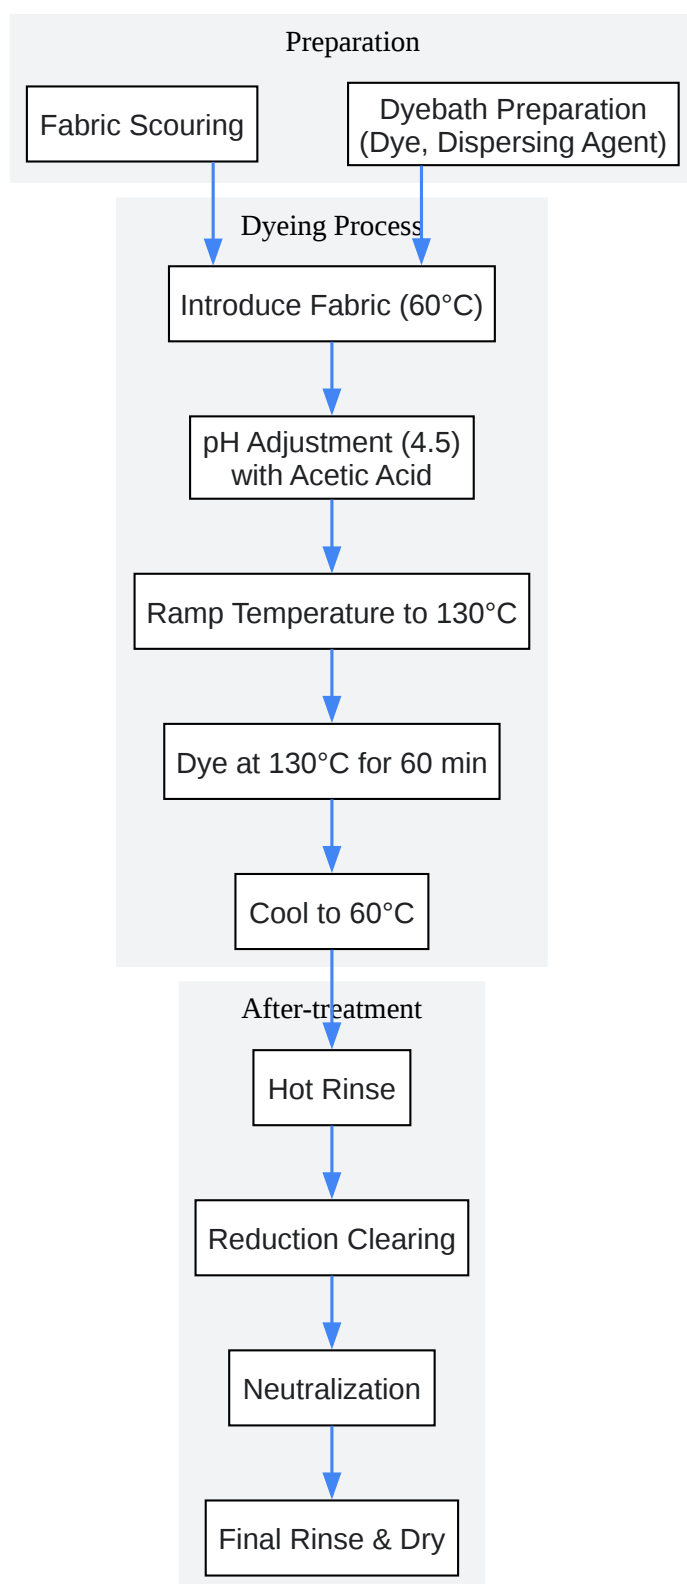 Preparation
Fabric Scouring
Dyebath Preparation
(Dye, Dispersing Agent)
Dyeing Process
Introduce Fabric (60°C)
pH Adjustment (4.5)
with Acetic Acid
Ramp Temperature to 130°C
Dye at 130°C for 60 min
Cool to 60°C
After-treatment
Hot Rinse
Reduction Clearing
Neutralization
Final Rinse & Dry